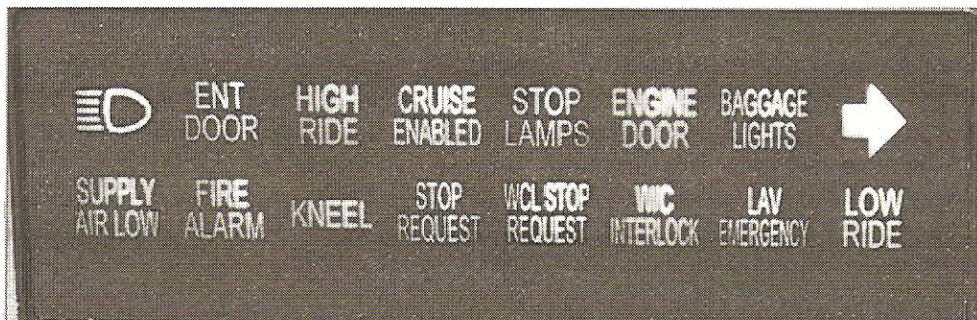 ENT HIGH CRUISE STOP ENGINE BAGGAGE
DOOR RIDE ENABLED LAMPS DOOR LIGHTS
SUPPLY FIRE KNEEL STOP WCL STOP W/C LAV LOW
AIR LOW ALARM REQUEST REQUEST INTERLOCK EMERGENCY RIDE